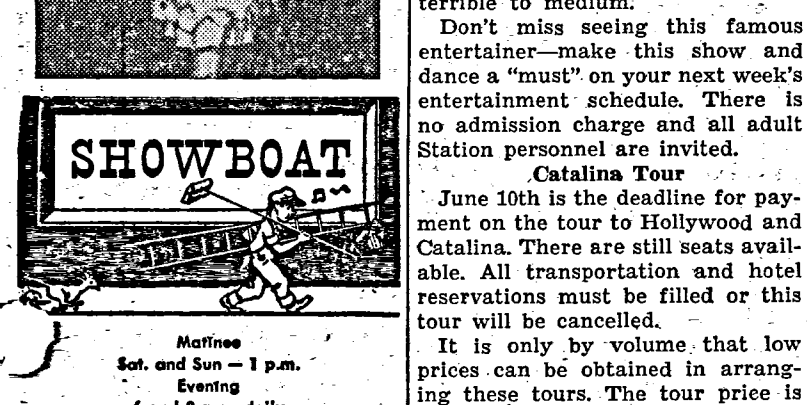 SHOWBOAT
Matinee
Sat. and Sun — 1 p.m.
Evening
terrible to medium.
Don't miss seeing this famous
entertainer—make this show and
dance a "must" on your next week's
entertainment schedule. There is
no admission charge and all adult
Station personnel are invited.
Catalina Tour
June 10th is the deadline for pay-
ment on the tour to Hollywood and
Catalina. There are still seats avail-
able. All transportation and hotel
reservations must be filled or this
tour will be cancelled.
It is only by volume that low
prices can be obtained in arrang-
ing these tours. The tour price is